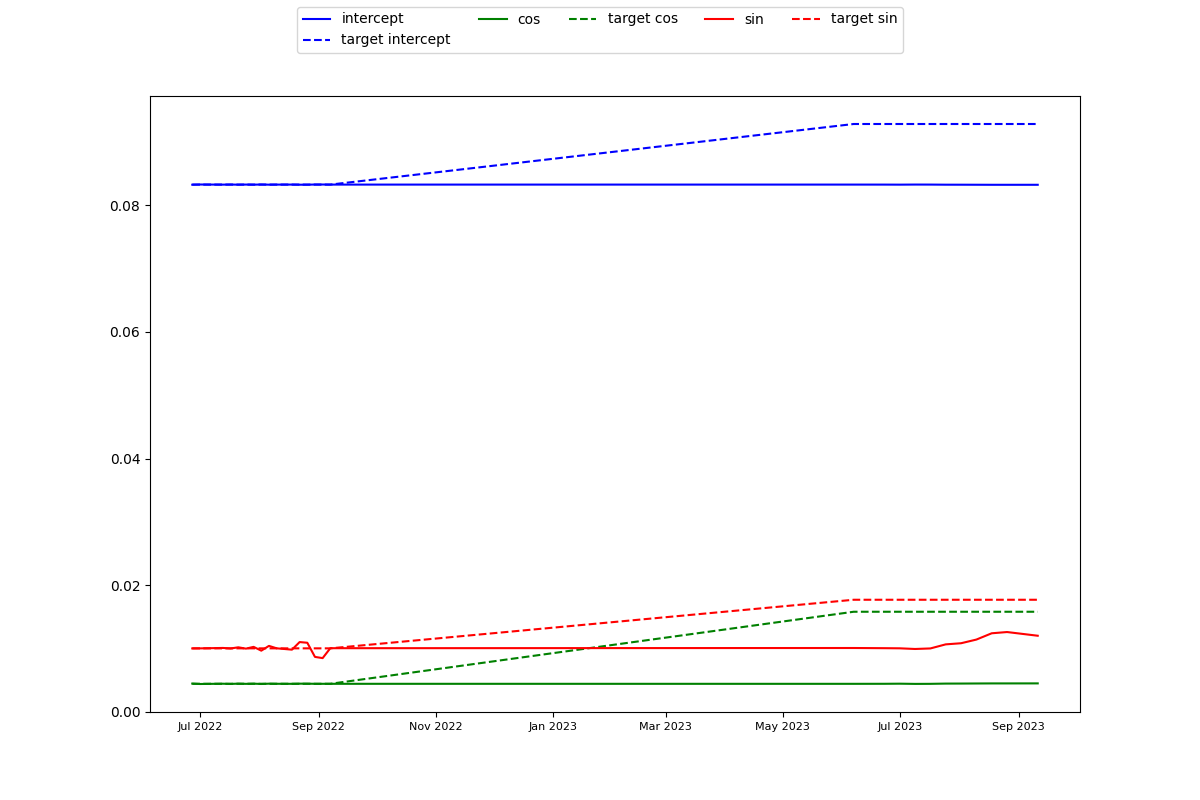 intercept cos target cos sin target sin
target intercept
0.08
0.06
0.04
0.02
0.00
Jul 2022 Sep 2022 Nov 2022 Jan 2023 Mar 2023 May 2023 Jul 2023 Sep 2023